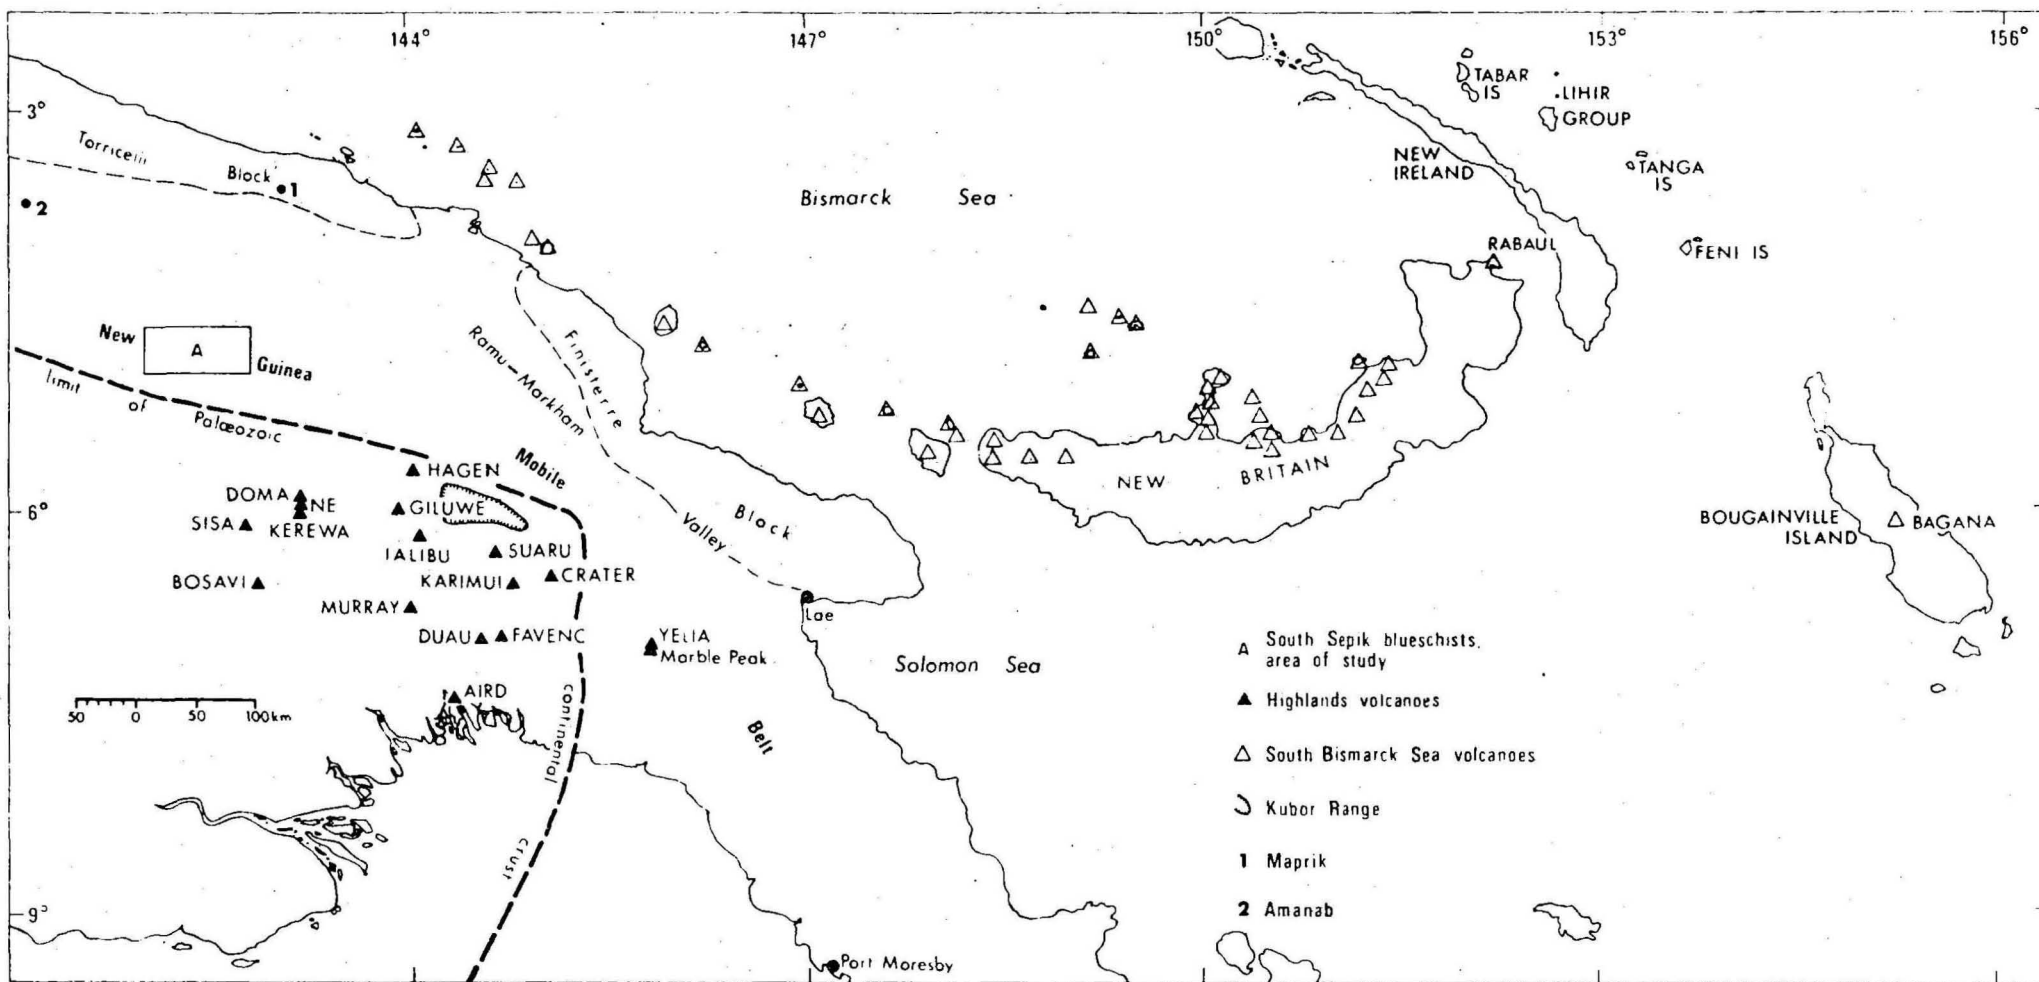 144°
147°
150°
153°
156°
3°
6°
9°
Torricelli
Block
1
2
Bismarck Sea
NEW
IRELAND
TABAR
IS
LIHIR
GROUP
TANGA
IS
FENI IS
RABAUL
New
A
Guinea
limit
of
Palæozoic
Mobile
Finisterre
Ramu-Markham
Valley
Block
NEW
BRITAIN
HAGEN
DOMA
NE
GILUWE
SISA
KEREWA
IALIBU
SUARU
BOSAVI
KARIMUI
CRATER
MURRAY
DUAU
FAVENC
YELIA
Marble Peak
AIRD
Lae
Solomon Sea
BOUGAINVILLE
ISLAND
BAGANA
50 0 50 100km
continental
crust
Belt
Port Moresby
A South Sepik blueschists,
area of study
Highlands volcanoes
South Bismarck Sea volcanoes
Kubor Range
1 Maprik
2 Amanab